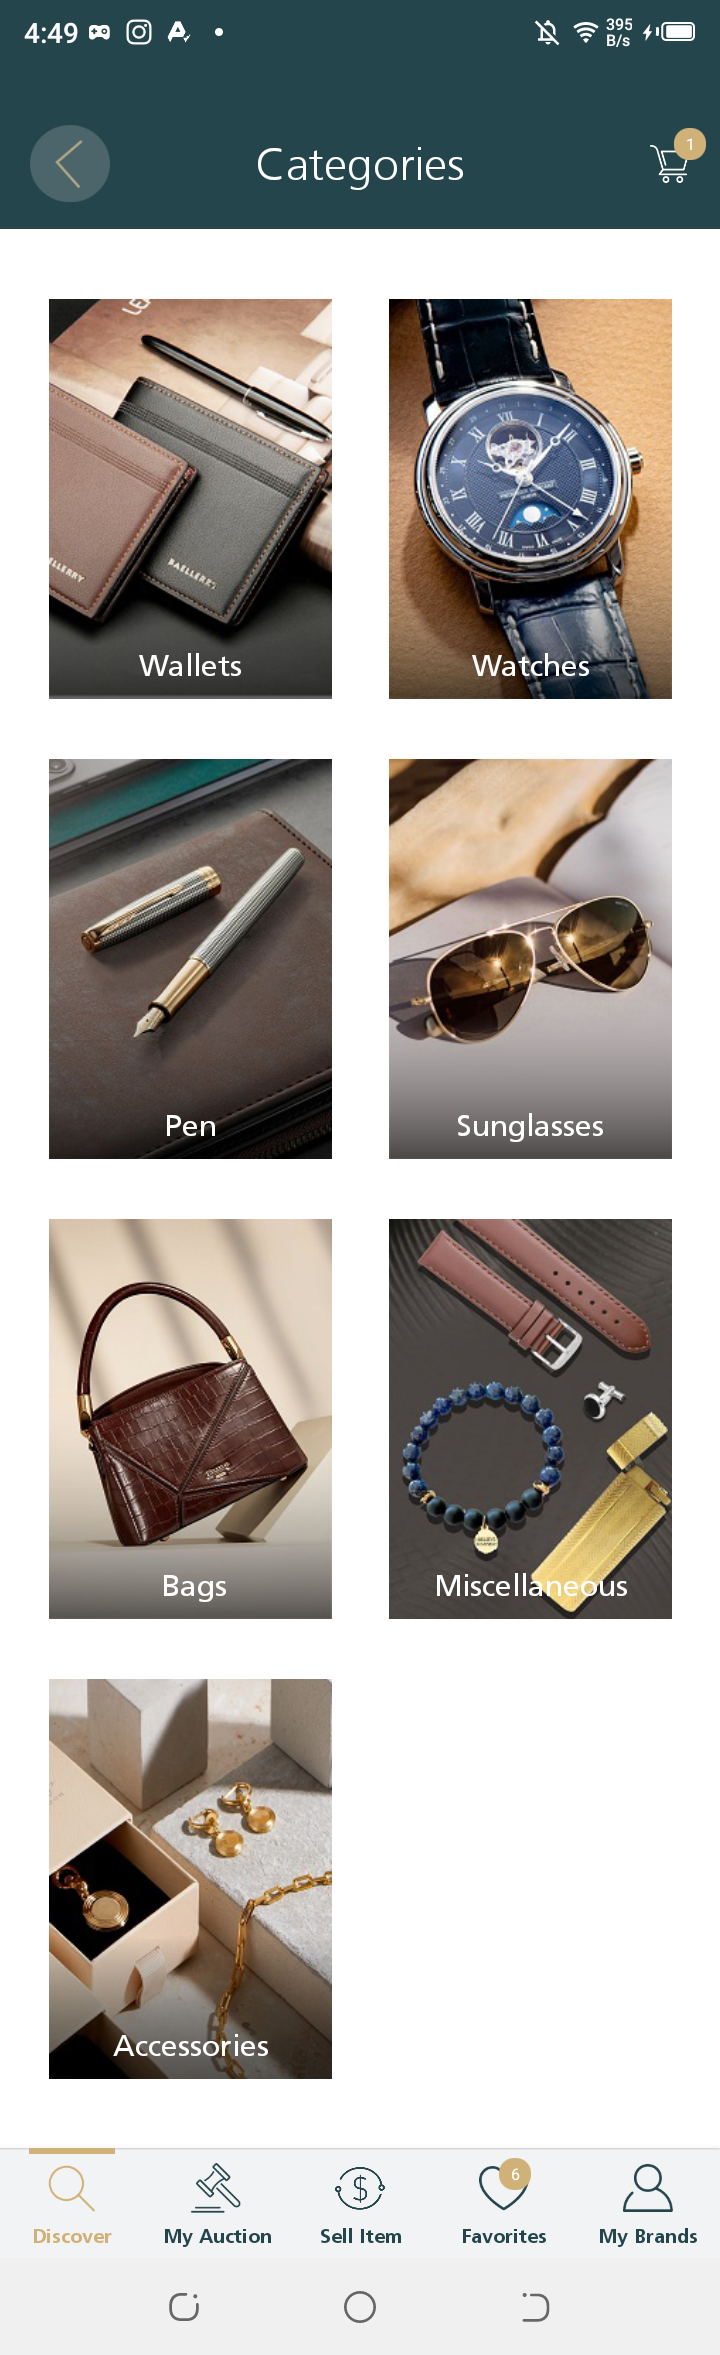 4:49
395
B/s
Categories
1
BAELLERRY
Wallets
Watches
Pen
Sunglasses
Bags
Miscellaneous
Accessories
6
Discover
My Auction
Sell Item
Favorites
My Brands